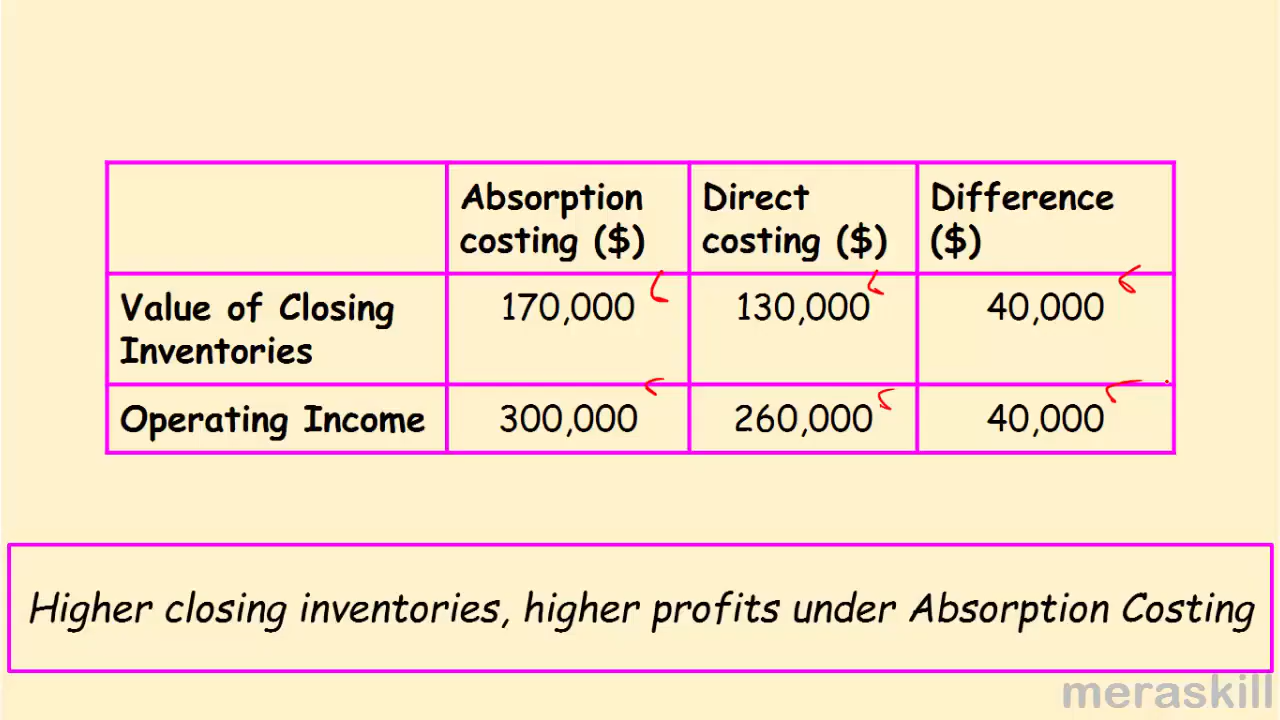 Absorption Direct Difference
costing ($) costing ($) ($)
Value of Closing 170,000 130,000 40,000
Inventories
Operating Income 300,000 260,000 40,000
Higher closing inventories, higher profits under Absorption Costing
meraskill